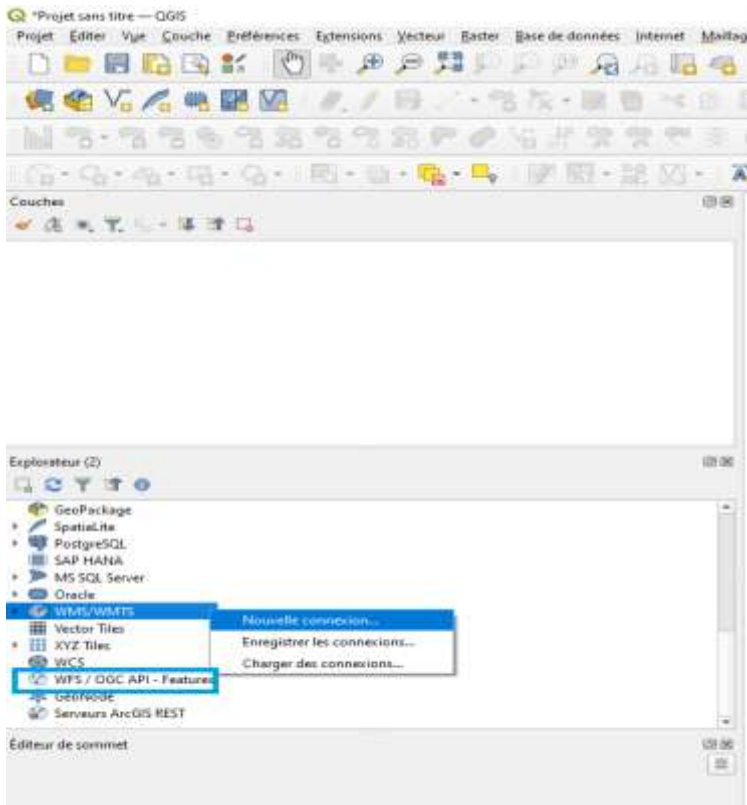 *Projet sans titre — QGIS
Projet Éditer Vue Couche Préférences Extensions Vecteur Raster Base de données Internet Maillag
Couches
Explorateur (2)
GeoPackage
SpatiaLite
PostgreSQL
SAP HANA
MS SQL Server
Oracle
WMS/WMTS
Nouvelle connexion...
Vector Tiles
Enregistrer les connexions...
XYZ Tiles
WCS
Charger des connexions...
WFS / OGC API - Features
GeoNode
Serveurs ArcGIS REST
Éditeur de sommet